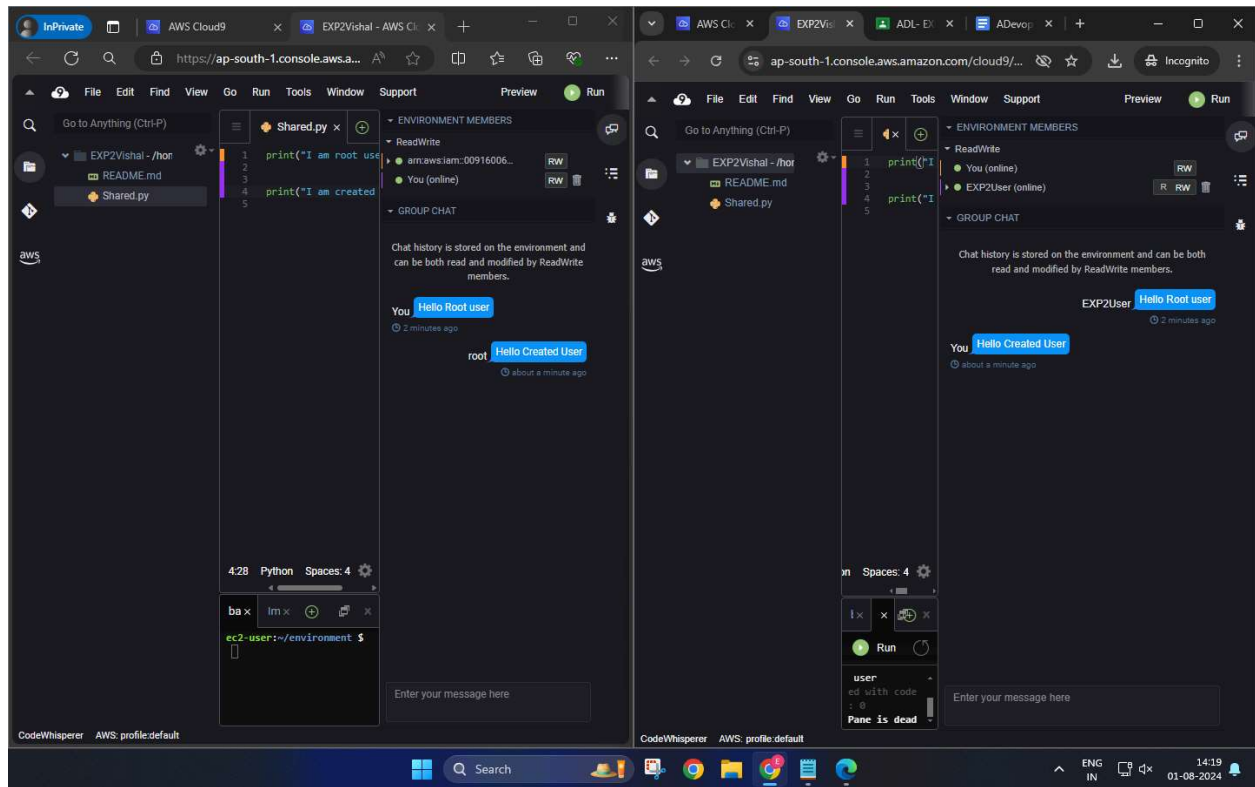 InPrivate
AWS Cloud9
EXP2Vishal - AWS Clo
https://ap-south-1.console.aws.a...
File Edit Find View Go Run Tools Window Support Preview Run
Go to Anything (Ctrl-P)
EXP2Vishal - /hon
README.md
Shared.py
aws
Shared.py
1 print("I am root use
2
3
4 print("I am created
5
4:28 Python Spaces: 4
ba
Im
ec2-user:~/environment $
ENVIRONMENT MEMBERS
ReadWrite
arn:aws:iam::00916006... RW
You (online) RW
GROUP CHAT
Chat history is stored on the environment and
can be both read and modified by ReadWrite
members.
You Hello Root user
2 minutes ago
root Hello Created User
about a minute ago
Enter your message here
CodeWhisperer AWS: profile:default
AWS Clo
EXP2Vis
ADL- EX
ADevop
ap-south-1.console.aws.amazon.com/cloud9/...
Incognito
File Edit Find View Go Run Tools Window Support Preview Run
Go to Anything (Ctrl-P)
EXP2Vishal - /hor
README.md
Shared.py
aws
1 print("I
2
3
4 print("I
5
Spaces: 4
Run
user
ed with code
: 0
Pane is dead
ENVIRONMENT MEMBERS
ReadWrite
You (online) RW
EXP2User (online) R RW
GROUP CHAT
Chat history is stored on the environment and can be both
read and modified by ReadWrite members.
EXP2User Hello Root user
2 minutes ago
You Hello Created User
about a minute ago
Enter your message here
CodeWhisperer AWS: profile:default
Search
ENG
IN
14:19
01-08-2024